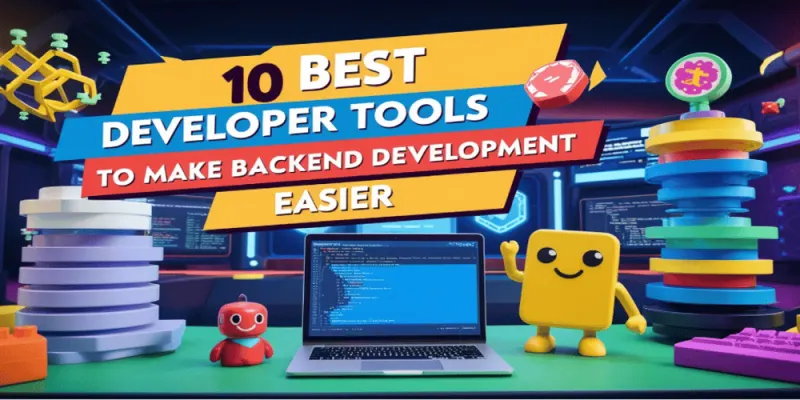 10 BEST
DEVELOPER TOOLS
TO MAKE BACKEND DEVELOPMENT
EASIER